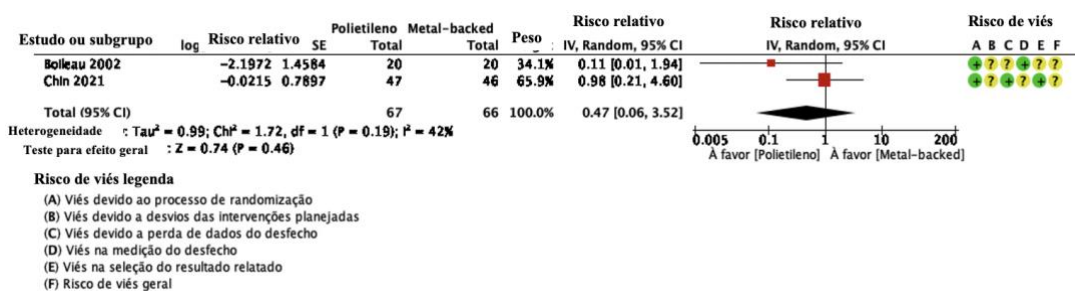 Polietileno Metal-backed Risco relativo Risco relativo Risco de viés
Estudo ou subgrupo log Risco relativo SE Total Total Peso : IV, Random, 95% CI IV, Random, 95% CI A B C D E F
Boileau 2002 -2.1972 1.4584 20 20 34.1% 0.11 [0.01, 1.94] + ? ? + ? ?
Chin 2021 -0.0215 0.7897 47 46 65.9% 0.98 [0.21, 4.60] + ? + ? + ?
Total (95% CI) 67 66 100.0% 0.47 [0.06, 3.52]
Heterogeneidade : Tau² = 0.99; Chi² = 1.72, df = 1 (P = 0.19); I² = 42%
Teste para efeito geral : Z = 0.74 (P = 0.46)
0.005 0.1 1 10 200
À favor [Polietileno] À favor [Metal-backed]
Risco de viés legenda
(A) Viés devido ao processo de randomização
(B) Viés devido a desvios das intervenções planejadas
(C) Viés devido a perda de dados do desfecho
(D) Viés na medição do desfecho
(E) Viés na seleção do resultado relatado
(F) Risco de viés geral